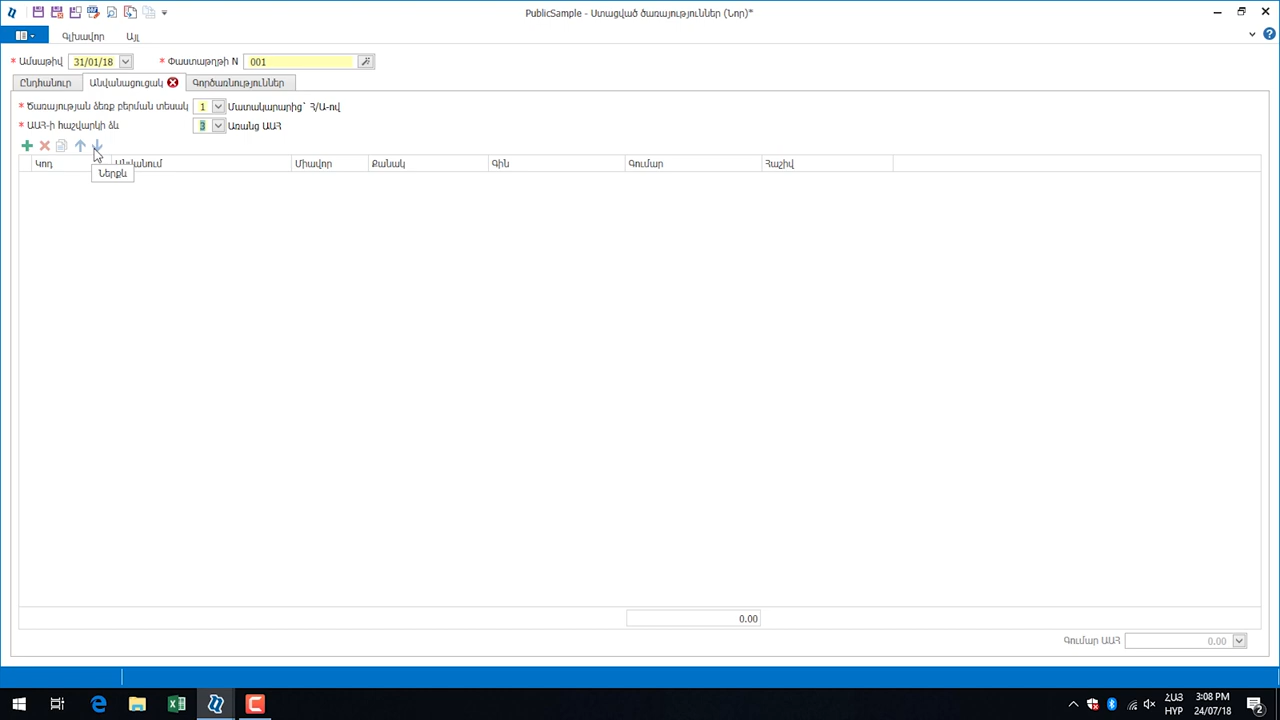 PublicSample - Ստացված ծառայություններ (Նոր)*
Գլխավոր Այլ
* Ամսաթիվ 31/01/18 * Փաստաթղթի N 001
Ընդհանուր Անվանացուցակ Գործառնություններ
* Ծառայության ձեռք բերման տեսակ 1 Մատակարարից՝ Հ/Ա-ով
* ԱԱՀ-ի հաշվարկի ձև 3 Առանց ԱԱՀ
Կոդ Անվանում Միավոր Քանակ Գին Գումար Հաշիվ
Ներքև
0.00
Գումար ԱԱՀ 0.00
ՀԱՅ 3:08 PM
HYP 24/07/18 2